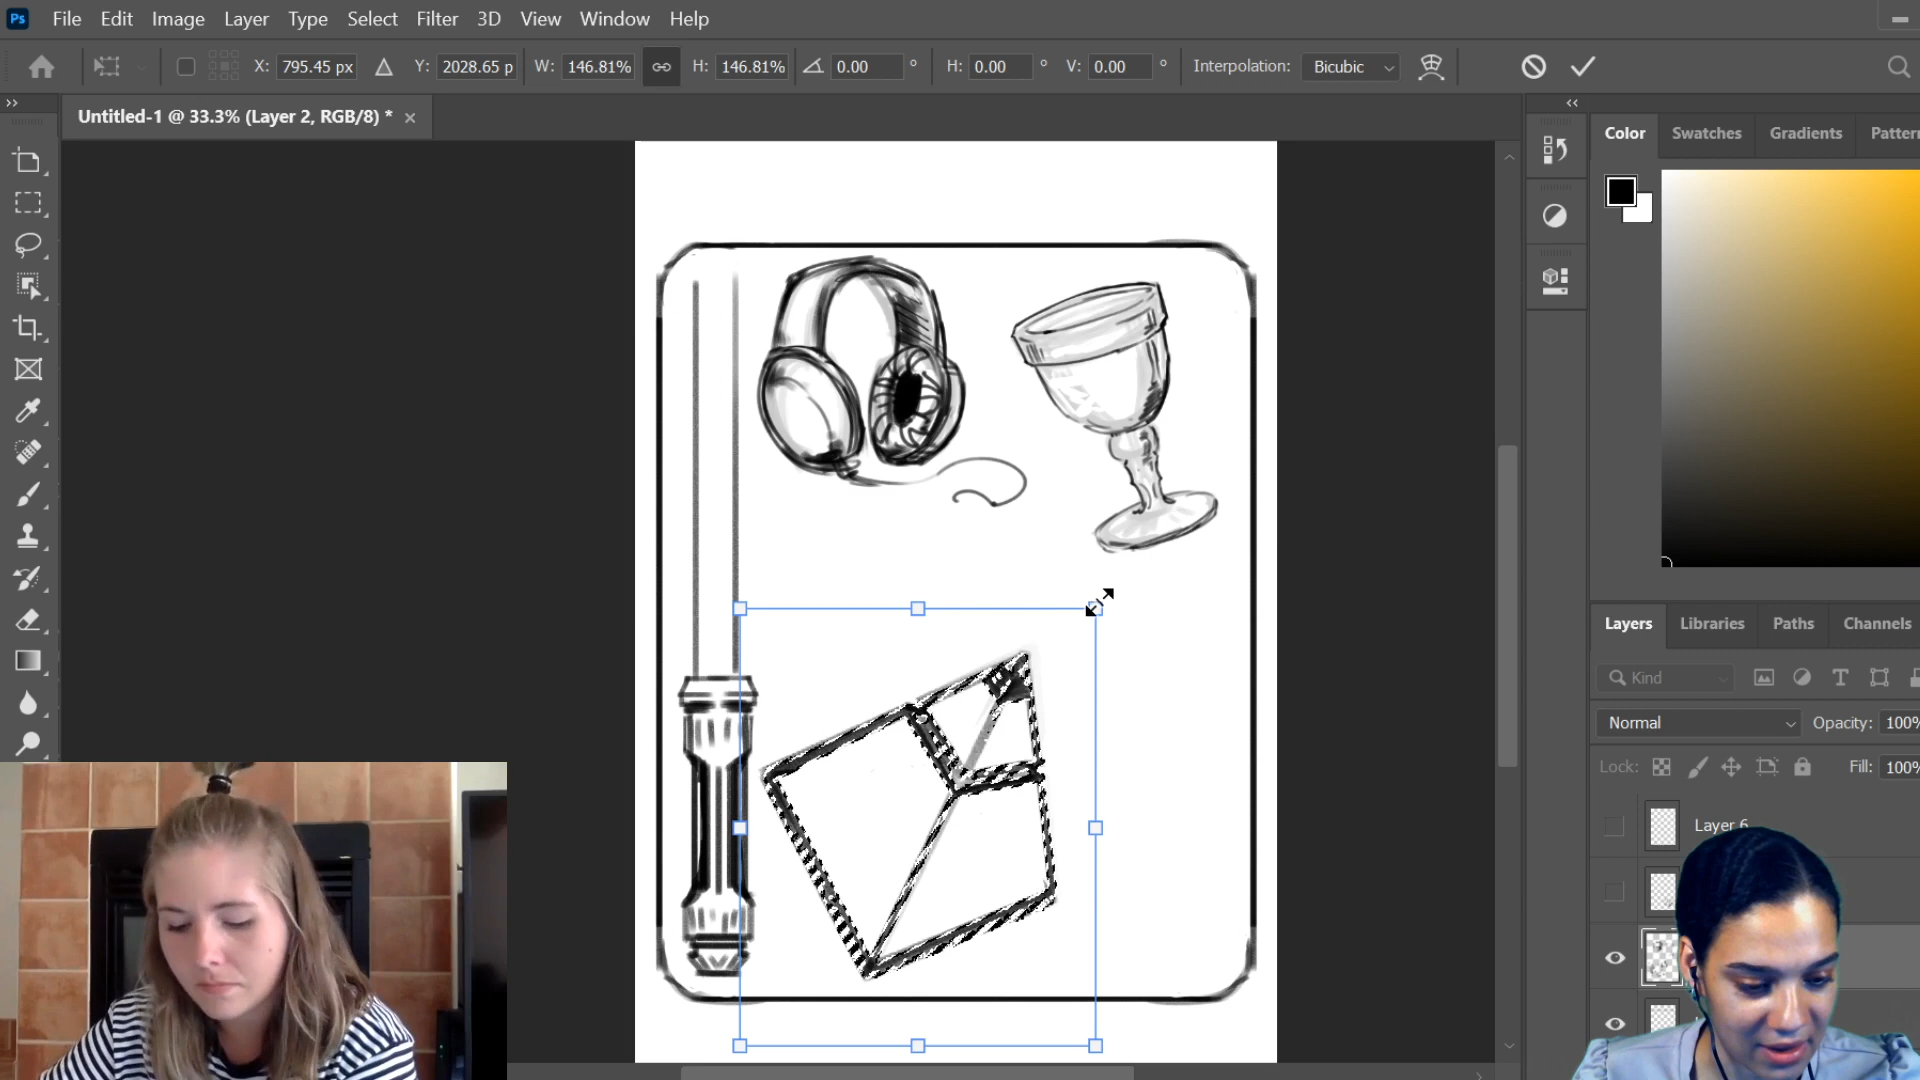 Ps File Edit Image Layer Type Select Filter 3D View Window Help
X: 795.45 px Y: 2028.65 p W: 146.81% H: 146.81% 0.00 ° H: 0.00 ° V: 0.00 ° Interpolation: Bicubic
Untitled-1 @ 33.3% (Layer 2, RGB/8) * ×
Color Swatches Gradients Patter
Layers Libraries Paths Channels
Kind
Normal Opacity: 100%
Lock: Fill: 100%
Layer 6